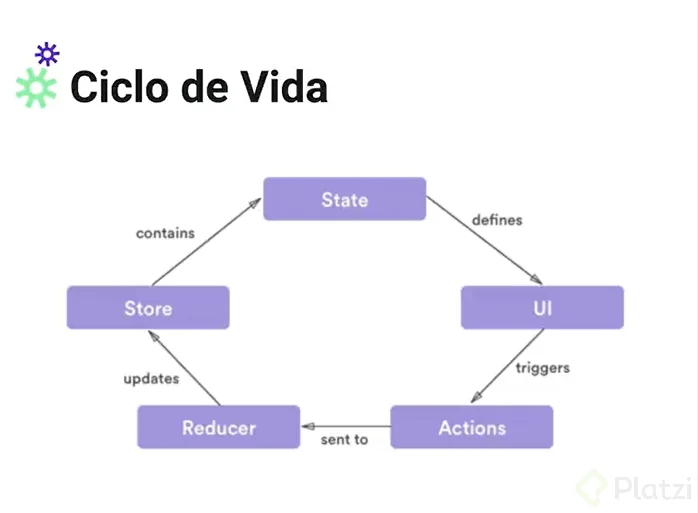 Ciclo de Vida
State
contains
defines
Store
UI
updates
triggers
Reducer
sent to
Actions
Platzi